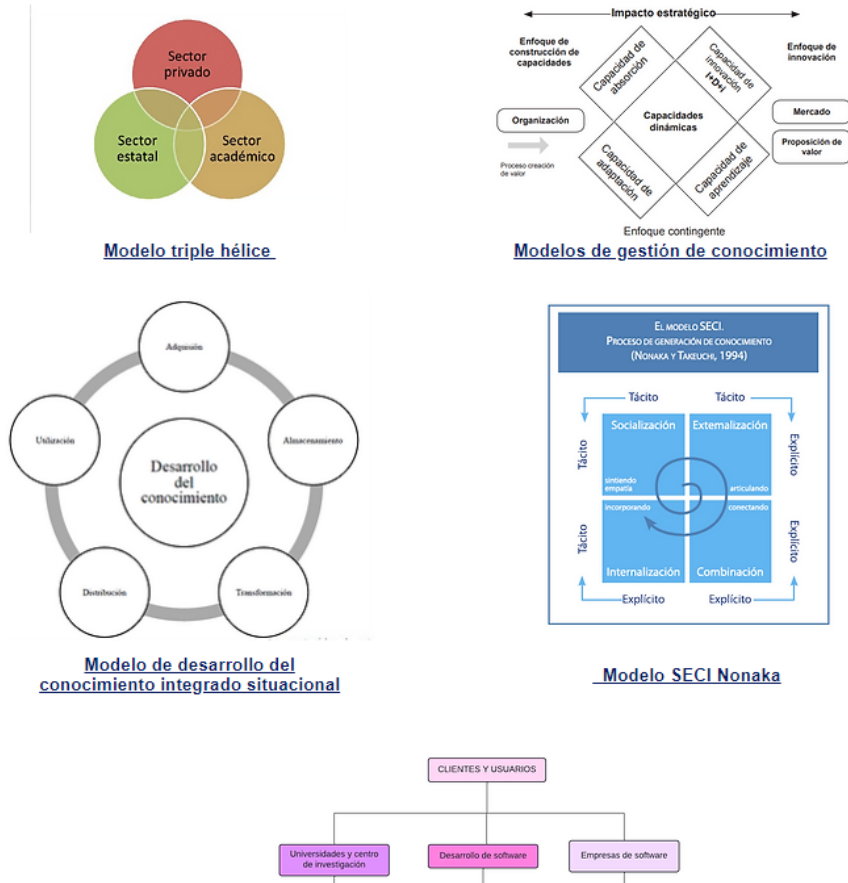 Sector
privado
Sector
estatal
Sector
académico
Modelo triple hélice
Impacto estratégico
Enfoque de
construcción de
capacidades
Capacidad de
absorción
Capacidad de
innovación
I+D+i
Enfoque de
innovación
Organización
Capacidades
dinámicas
Mercado
Proposición de
valor
Proceso creación
de valor
Capacidad de
adaptación
Capacidad de
aprendizaje
Enfoque contingente
Modelos de gestión de conocimiento
Adquisión
Utilización
Almacenamiento
Desarrollo
del
conocimiento
Distribución
Transformación
Modelo de desarrollo del
conocimiento integrado situacional
EL MODELO SECI.
PROCESO DE GENERACIÓN DE CONOCIMIENTO
(NONAKA Y TAKEUCHI, 1994)
Tácito
Tácito
Tácito
Socialización
Externalización
Explícito
sintiendo
empatía
articulando
incorporando
conectando
Tácito
Explícito
Internalización
Combinación
Explícito
Explícito
Modelo SECI Nonaka
CLIENTES Y USUARIOS
Universidades y centro
de investigación
Desarrollo de software
Empresas de software